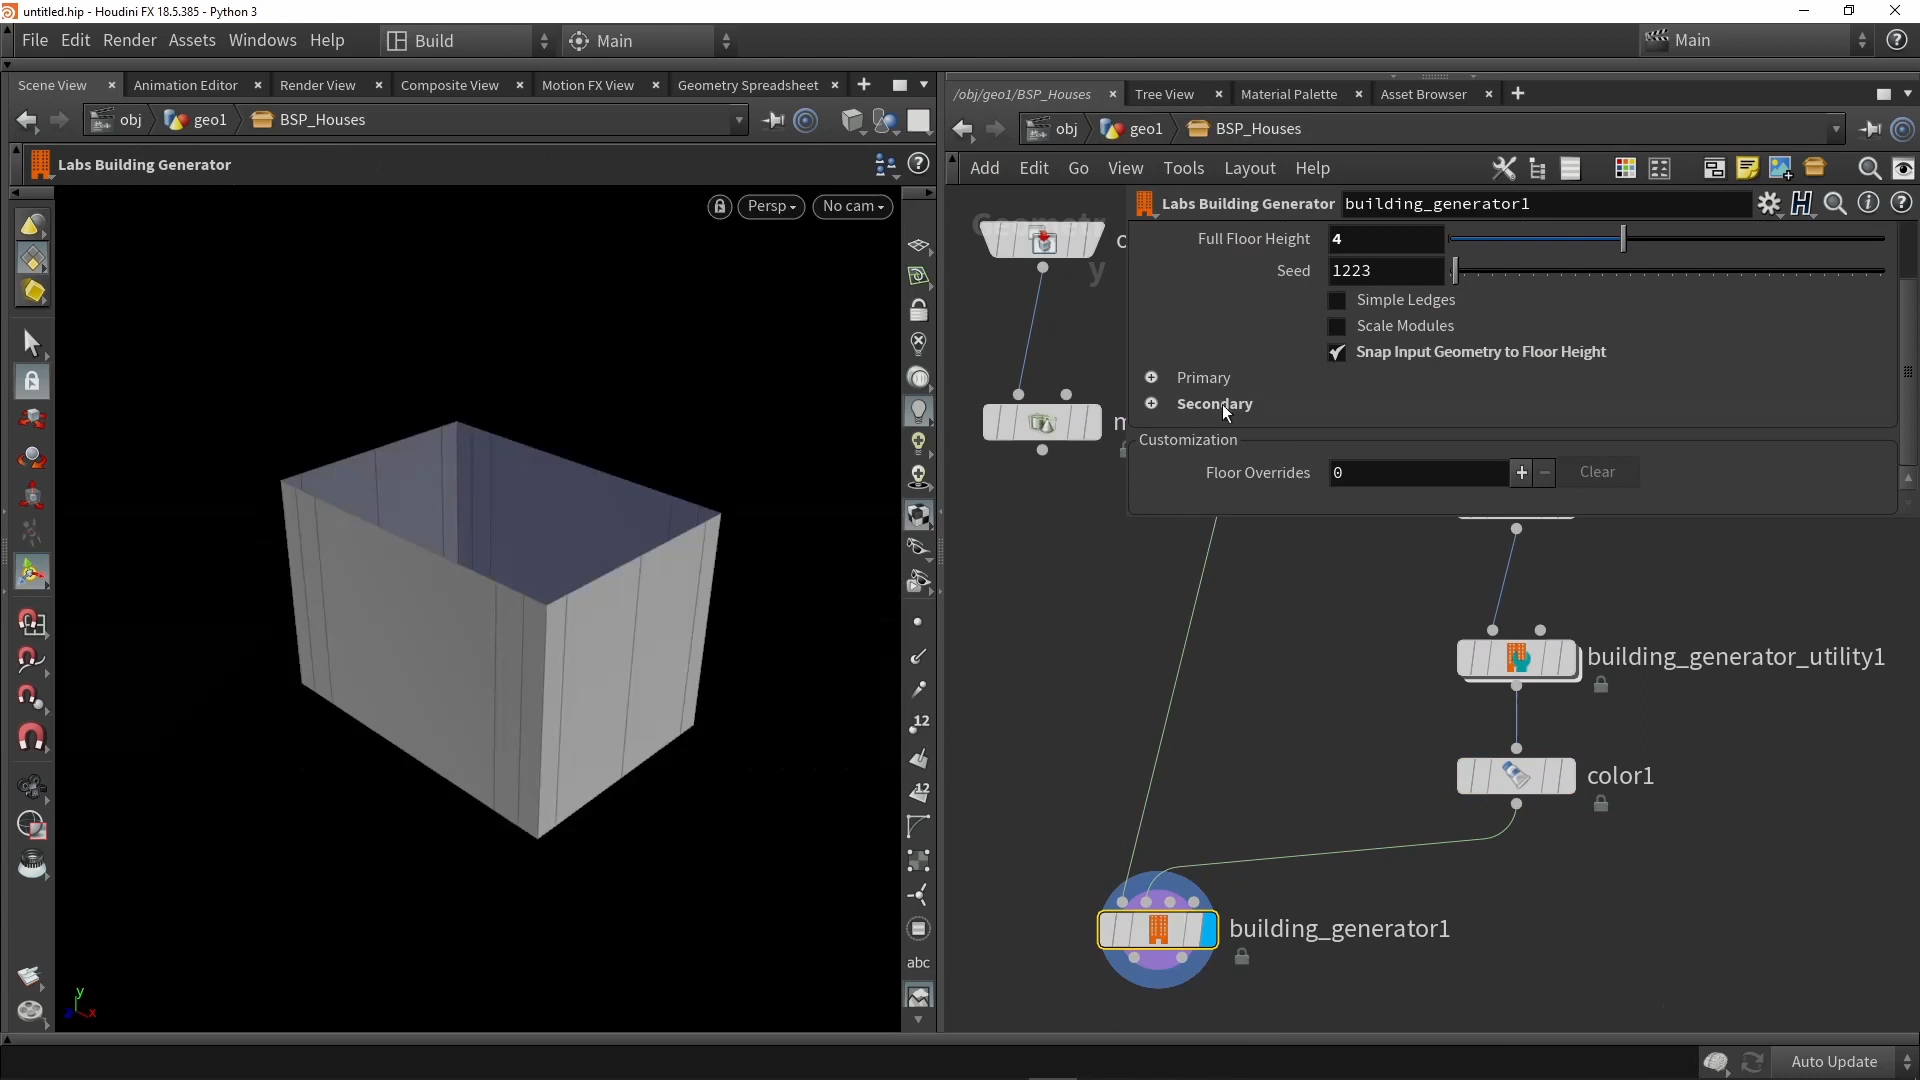 untitled.hip - Houdini FX 18.5.385 - Python 3
File Edit Render Assets Windows Help Build Main Main
Scene View Animation Editor Render View Composite View Motion FX View Geometry Spreadsheet
obj geo1 BSP_Houses
Labs Building Generator
Persp No cam
12
12
abc
y
x
/obj/geo1/BSP_Houses Tree View Material Palette Asset Browser
obj geo1 BSP_Houses
Add Edit Go View Tools Layout Help
Labs Building Generator building_generator1
Full Floor Height 4
Seed 1223
Simple Ledges
Scale Modules
Snap Input Geometry to Floor Height
Primary
Secondary
Customization
Floor Overrides 0 Clear
building_generator_utility1
color1
building_generator1
Auto Update